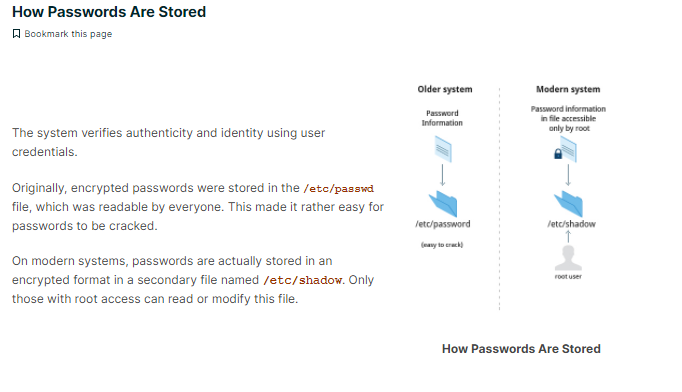 How Passwords Are Stored
Bookmark this page
The system verifies authenticity and identity using user
credentials.
Originally, encrypted passwords were stored in the /etc/passwd
file, which was readable by everyone. This made it rather easy for
passwords to be cracked.
On modern systems, passwords are actually stored in an
encrypted format in a secondary file named /etc/shadow. Only
those with root access can read or modify this file.
Older system
Password
Information
/etc/password
(easy to crack)
Modern system
Password information
in file accessible
only by root
/etc/shadow
root user
How Passwords Are Stored